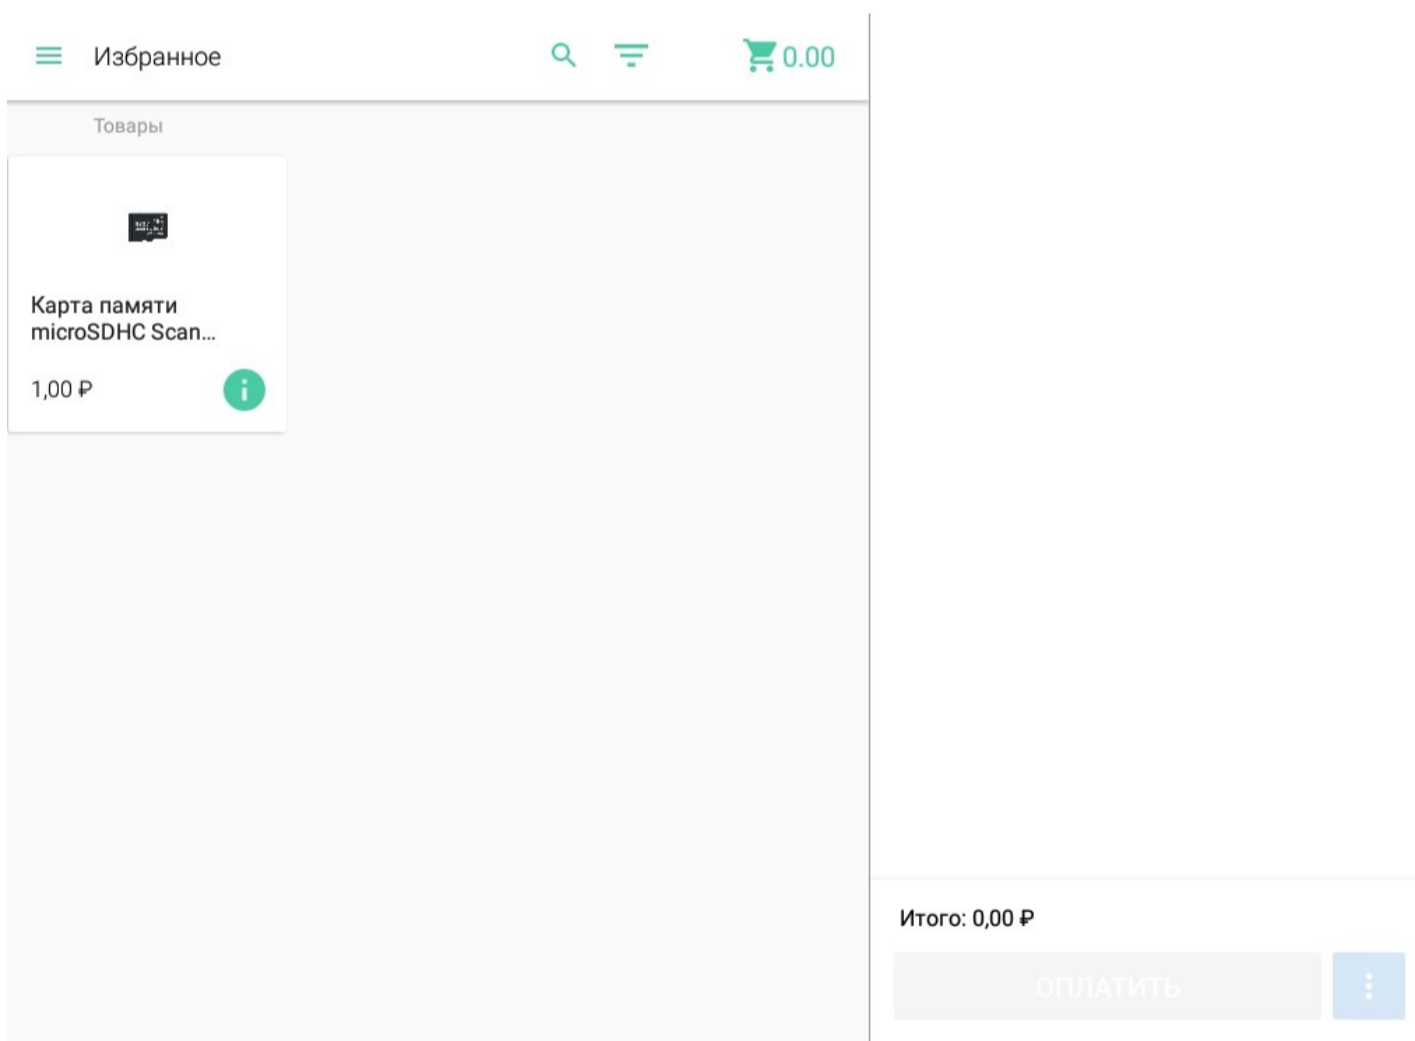 Избранное
0.00
Товары
Карта памяти
microSDHC Scan...
1,00 ₽
Итого: 0,00 ₽
ОПЛАТИТЬ